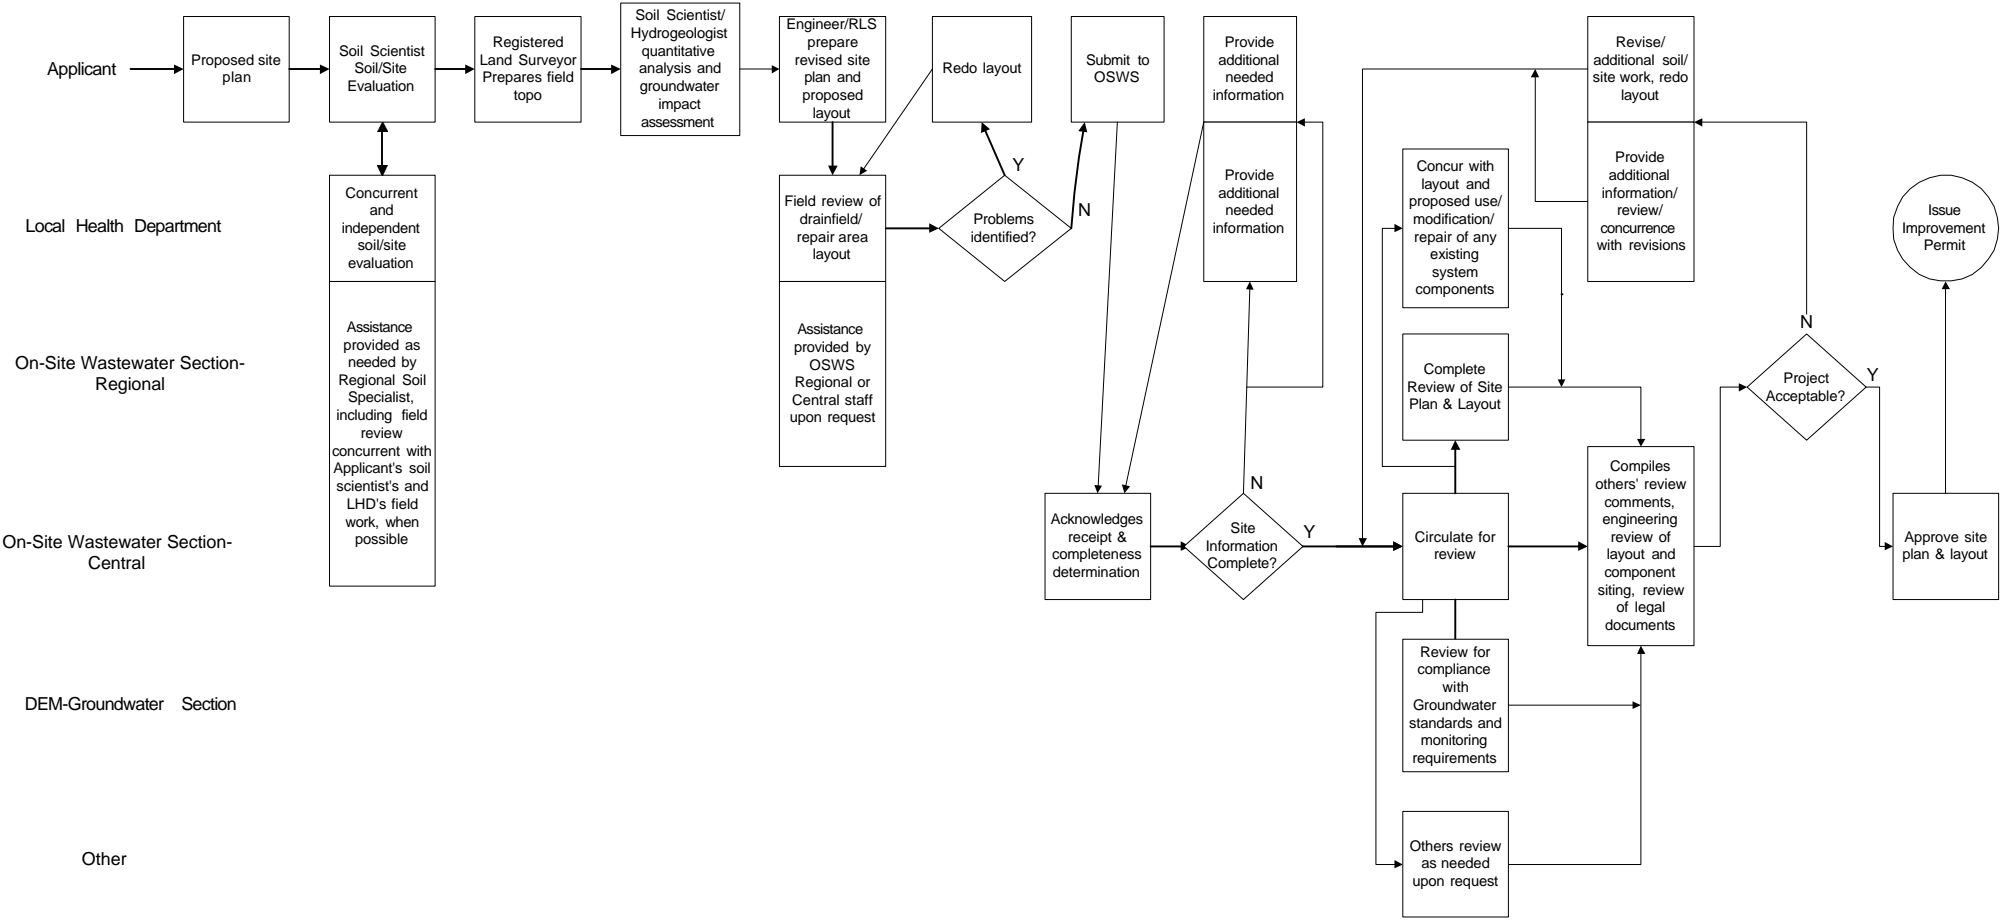 Applicant
Proposed site
plan
Soil Scientist
Soil/Site
Evaluation
Registered
Land Surveyor
Prepares field
topo
Soil Scientist/
Hydrogeologist
quantitative
analysis and
groundwater
impact
assessment
Engineer/RLS
prepare
revised site
plan and
proposed
layout
Redo layout
Submit to
OSWS
Provide
additional
needed
information
Revise/
additional soil/
site work, redo
layout
Local Health Department
Concurrent
and
independent
soil/site
evaluation
Field review of
drainfield/
repair area
layout
Problems
identified?
Y
N
Provide
additional
needed
information
Concur with
layout and
proposed use/
modification/
repair of any
existing
system
components
Provide
additional
information/
review/
concurrence
with revisions
Issue
Improvement
Permit
On-Site Wastewater Section-
Regional
Assistance
provided as
needed by
Regional Soil
Specialist,
including field
review
concurrent with
Applicant's soil
scientist's and
LHD's field
work, when
possible
Assistance
provided by
OSWS
Regional or
Central staff
upon request
Complete
Review of Site
Plan & Layout
N
Project
Acceptable?
Y
On-Site Wastewater Section-
Central
Acknowledges
receipt &
completeness
determination
N
Site
Information
Complete?
Y
Circulate for
review
Compiles
others' review
comments,
engineering
review of
layout and
component
siting, review
of legal
documents
Approve site
plan & layout
DEM-Groundwater Section
Review for
compliance
with
Groundwater
standards and
monitoring
requirements
Other
Others review
as needed
upon request